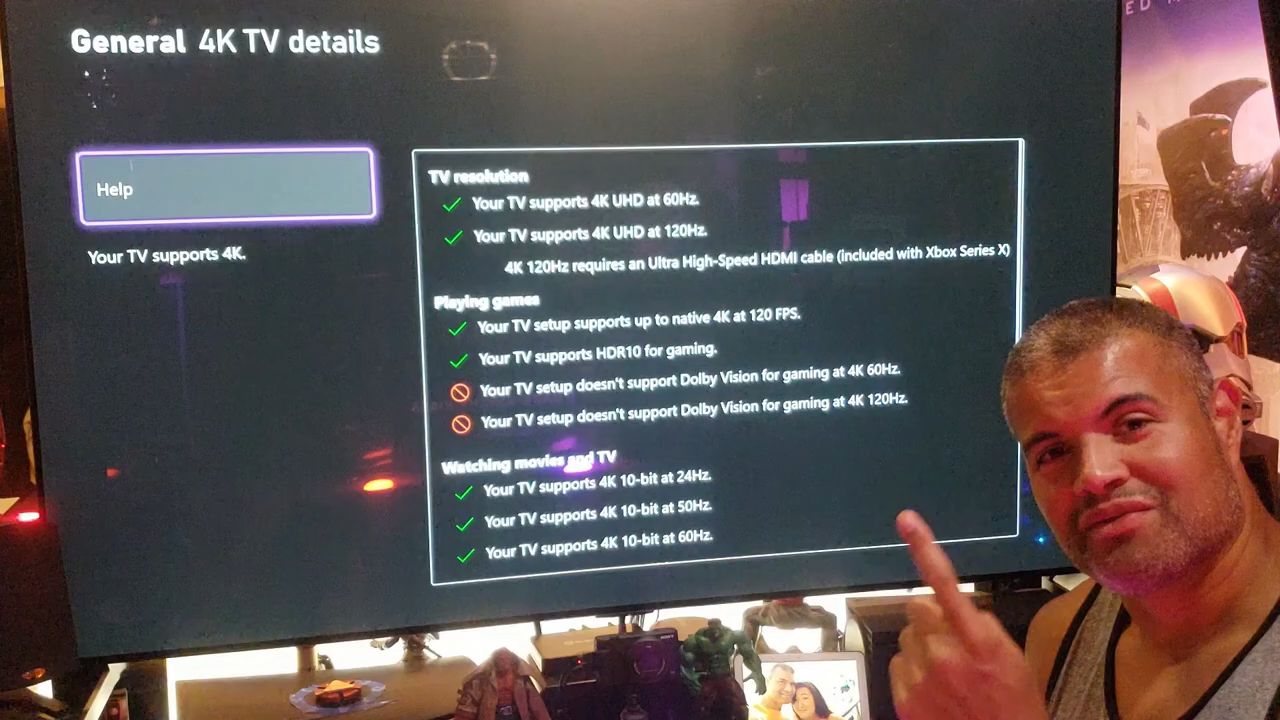 General 4K TV details
ED M
Help
Your TV supports 4K.
TV resolution
Your TV supports 4K UHD at 60Hz.
Your TV supports 4K UHD at 120Hz.
4K 120Hz requires an Ultra High-Speed HDMI cable (included with Xbox Series X)
Playing games
Your TV setup supports up to native 4K at 120 FPS.
Your TV supports HDR10 for gaming.
Your TV setup doesn't support Dolby Vision for gaming at 4K 60Hz.
Your TV setup doesn't support Dolby Vision for gaming at 4K 120Hz.
Watching movies and TV
Your TV supports 4K 10-bit at 24Hz.
Your TV supports 4K 10-bit at 50Hz.
Your TV supports 4K 10-bit at 60Hz.